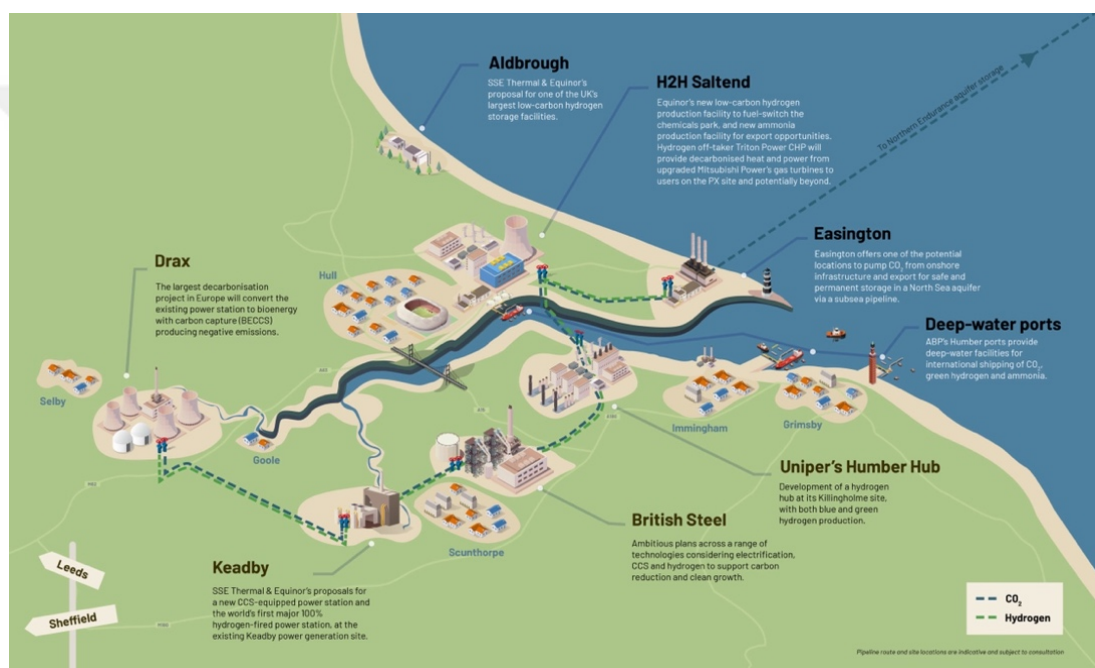 Aldbrough
SSE Thermal & Equinor's
proposal for one of the UK's
largest low-carbon hydrogen
storage facilities.
H2H Saltend
Equinor's new low-carbon hydrogen
production facility to fuel-switch the
chemicals park, and new ammonia
production facility for export opportunities.
Hydrogen off-taker Triton Power CHP will
provide decarbonised heat and power from
upgraded Mitsubishi Power's gas turbines to
users on the PX site and potentially beyond.
To Northern Endurance aquifer storage
Easington
Easington offers one of the potential
locations to pump CO₂ from onshore
infrastructure and export for safe and
permanent storage in a North Sea aquifer
via a subsea pipeline.
Drax
The largest decarbonisation
project in Europe will convert the
existing power station to bioenergy
with carbon capture (BECCS)
producing negative emissions.
Hull
Deep-water ports
ABP's Humber ports provide
deep-water facilities for
international shipping of CO₂,
green hydrogen and ammonia.
Selby
Goole
Immingham
Grimsby
Uniper's Humber Hub
Development of a hydrogen
hub at its Killingholme site,
with both blue and green
hydrogen production.
British Steel
Ambitious plans across a range of
technologies considering electrification,
CCS and hydrogen to support carbon
reduction and clean growth.
Scunthorpe
Keadby
SSE Thermal & Equinor's proposals for
a new CCS-equipped power station and
the world's first major 100%
hydrogen-fired power station, at the
existing Keadby power generation site.
Leeds
Sheffield
CO₂
Hydrogen
Pipeline route and site locations are indicative and subject to consultation